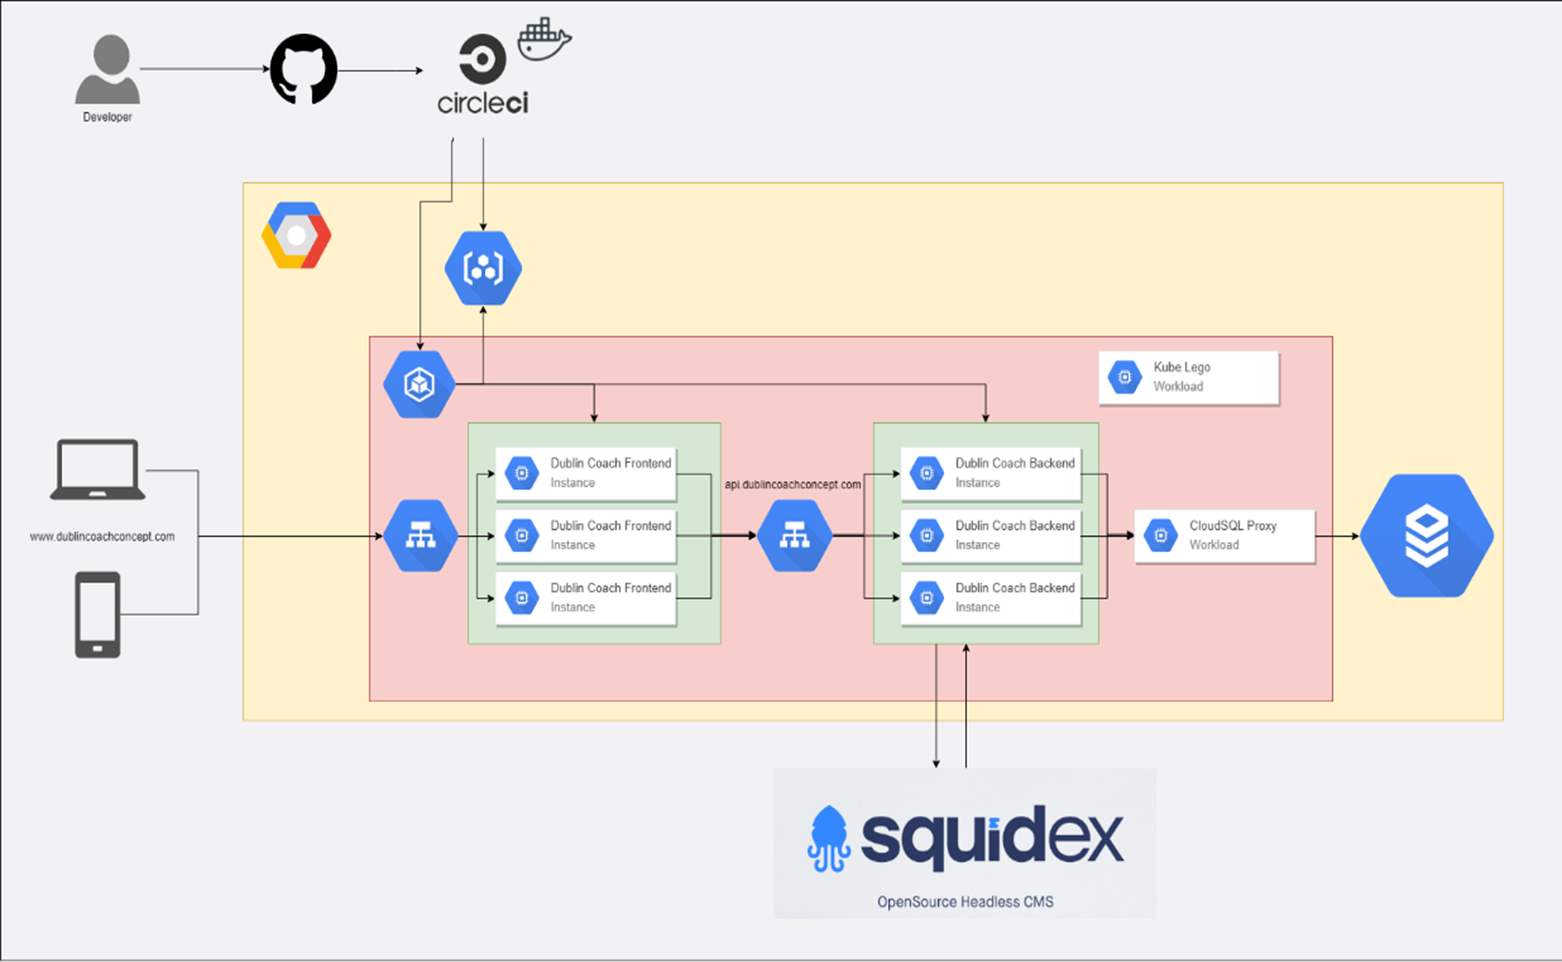 circleci
Developer
Kube Lego
Workload
Dublin Coach Frontend
Instance
Dublin Coach Frontend
Instance
Dublin Coach Frontend
Instance
api.dublincoachconcept.com
Dublin Coach Backend
Instance
Dublin Coach Backend
Instance
Dublin Coach Backend
Instance
CloudSQL Proxy
Workload
www.dublincoachconcept.com
squidex
OpenSource Headless CMS